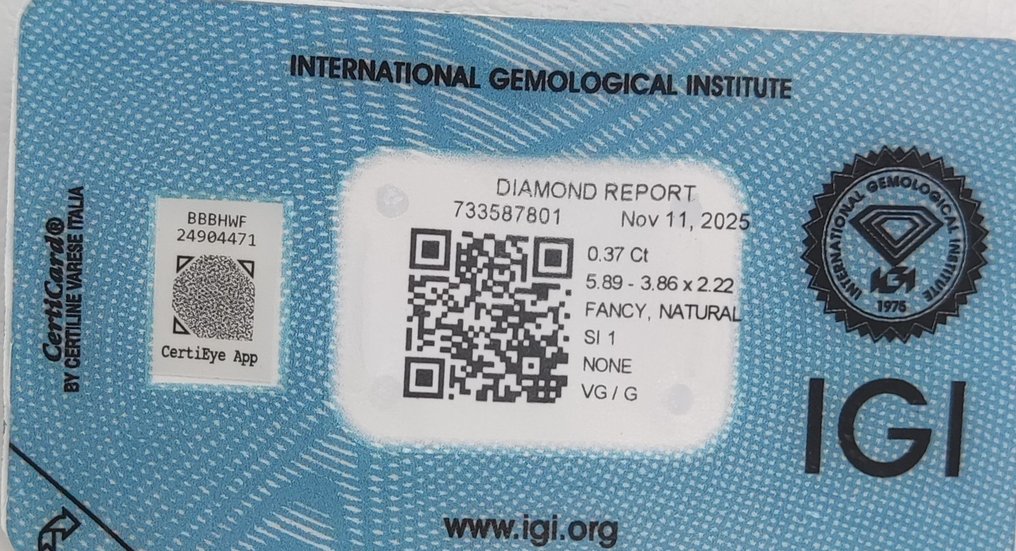 INTERNATIONAL GEMOLOGICAL INSTITUTE
CertiCard®
BY CERTILINE VARESE ITALIA
BBBHWF
24904471
CertiEye App
DIAMOND REPORT
733587801 Nov 11, 2025
0.37 Ct
5.89 - 3.86 x 2.22
FANCY, NATURAL
SI 1
NONE
VG / G
INTERNATIONAL GEMOLOGICAL INSTITUTE
IGI
1975
IGI
www.igi.org